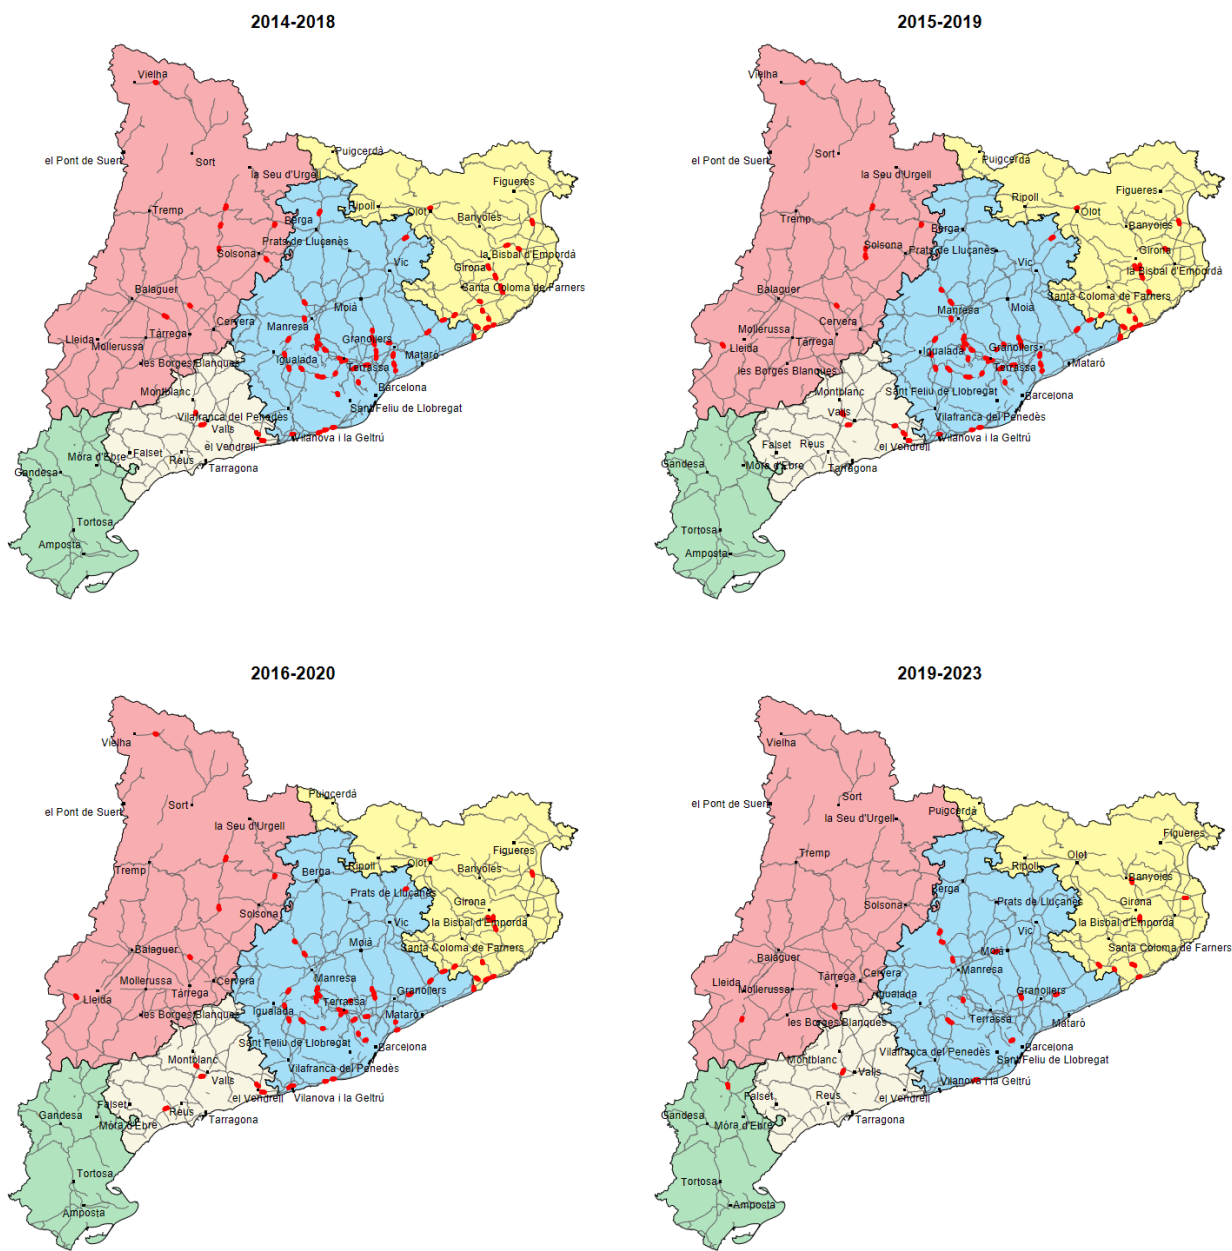 2014-2018
Vielha
el Pont de Suert
Sort
Puigcerdà
la Seu d'Urgell
Figueres
Tremp
Ripoll
Olot
Banyoles
Berga
Prats de Lluçanès
Solsona
la Bisbal d'Empordà
Vic
Girona
Santa Coloma de Farners
Balaguer
Moià
Manresa
Cervera
Tàrrega
Lleida
Mollerussa
Granollers
Igualada
Mataró
les Borges Blanques
Terrassa
Barcelona
Montblanc
Sant Feliu de Llobregat
Vilafranca del Penedès
Valls
Vilanova i la Geltrú
el Vendrell
Falset
Móra d'Ebre
Reus
Tarragona
Gandesa
Tortosa
Amposta
2015-2019
Vielha
el Pont de Suert
Sort
Puigcerdà
la Seu d'Urgell
Figueres
Ripoll
Tremp
Olot
Banyoles
Berga
Solsona
Prats de Lluçanès
Girona
Vic
la Bisbal d'Empordà
Santa Coloma de Farners
Balaguer
Moià
Manresa
Cervera
Mollerussa
Tàrrega
Lleida
Granollers
Igualada
Mataró
Terrassa
les Borges Blanques
Montblanc
Sant Feliu de Llobregat
Barcelona
Valls
Vilafranca del Penedès
Vilanova i la Geltrú
el Vendrell
Falset
Reus
Móra d'Ebre
Tarragona
Gandesa
Tortosa
Amposta
2016-2020
Vielha
el Pont de Suert
Sort
Puigcerdà
la Seu d'Urgell
Figueres
Tremp
Berga
Ripoll
Olot
Banyoles
Prats de Lluçanès
Girona
Solsona
la Bisbal d'Empordà
Vic
Balaguer
Moià
Santa Coloma de Farners
Manresa
Mollerussa
Cervera
Tàrrega
Lleida
Terrassa
Granollers
Igualada
Mataró
les Borges Blanques
Sant Feliu de Llobregat
Barcelona
Montblanc
Vilafranca del Penedès
Valls
el Vendrell
Vilanova i la Geltrú
Falset
Reus
Tarragona
Gandesa
Móra d'Ebre
Tortosa
Amposta
2019-2023
Vielha
el Pont de Suert
Sort
Puigcerdà
la Seu d'Urgell
Figueres
Tremp
Ripoll
Olot
Banyoles
Berga
Solsona
Prats de Lluçanès
Girona
la Bisbal d'Empordà
Vic
Santa Coloma de Farners
Balaguer
Moià
Manresa
Cervera
Tàrrega
Lleida
Mollerussa
Igualada
Granollers
Terrassa
Mataró
les Borges Blanques
Barcelona
Montblanc
Vilafranca del Penedès
Sant Feliu de Llobregat
Valls
Vilanova i la Geltrú
el Vendrell
Falset
Reus
Tarragona
Gandesa
Móra d'Ebre
Tortosa
Amposta